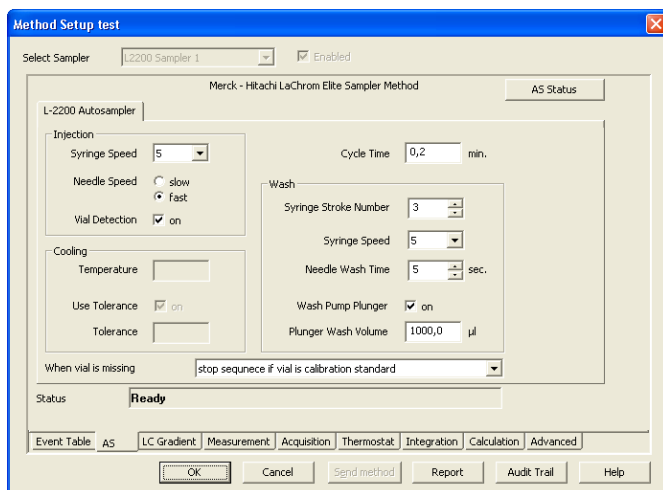 Method Setup test
Select Sampler L2200 Sampler 1 Enabled
Merck - Hitachi LaChrom Elite Sampler Method AS Status
L-2200 Autosampler
Injection
Syringe Speed 5
Cycle Time 0,2 min.
Needle Speed slow
fast
Wash
Syringe Stroke Number 3
Vial Detection on
Syringe Speed 5
Cooling
Temperature
Needle Wash Time 5 sec.
Use Tolerance on
Wash Pump Plunger on
Tolerance
Plunger Wash Volume 1000,0 µl
When vial is missing stop sequnece if vial is calibration standard
Status Ready
Event Table AS LC Gradient Measurement Acquisition Thermostat Integration Calculation Advanced
OK Cancel Send method Report Audit Trail Help